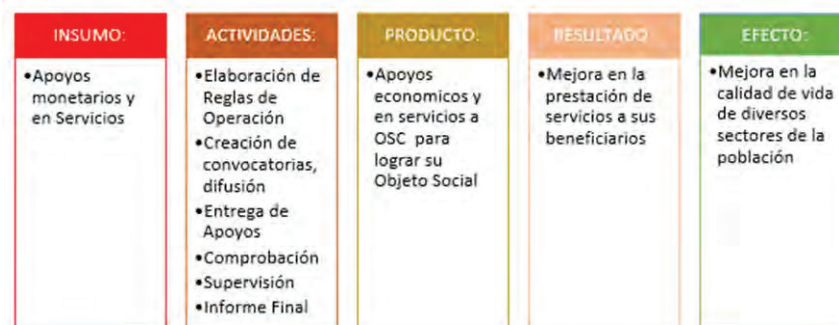 INSUMO:
•Apoyos
monetarios y
en Servicios
ACTIVIDADES:
•Elaboración de
Reglas de
Operación
•Creación de
convocatorias,
difusión
•Entrega de
Apoyos
•Comprobación
•Supervisión
•Informe Final
PRODUCTO:
•Apoyos
economicos y
en servicios a
OSC para
lograr su
Objeto Social
RESULTADO
•Mejora en la
prestación de
servicios a sus
beneficiarios
EFECTO:
•Mejora en la
calidad de vida
de diversos
sectores de la
población